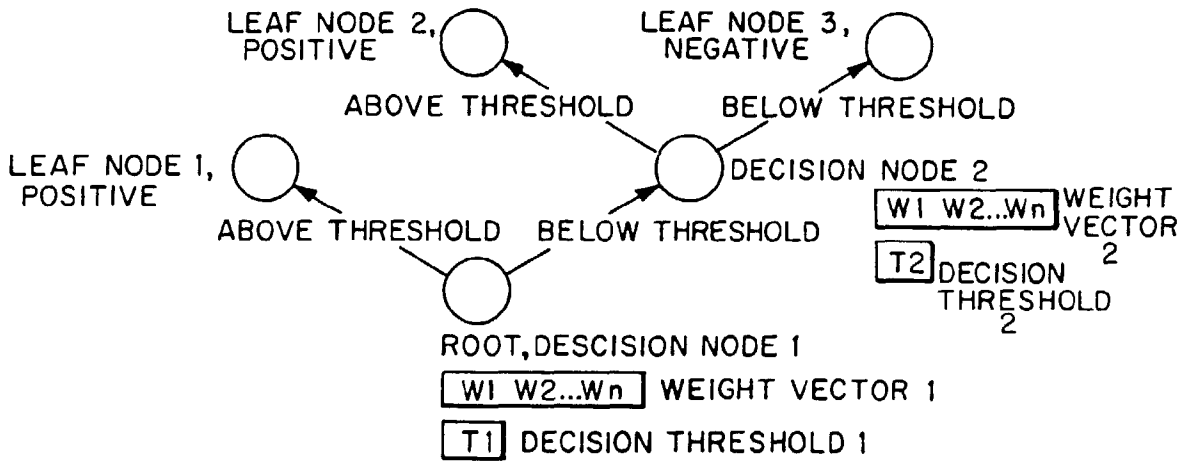 LEAF NODE 2,
POSITIVE
LEAF NODE 3,
NEGATIVE
ABOVE THRESHOLD
BELOW THRESHOLD
LEAF NODE 1,
POSITIVE
DECISION NODE 2
W1 W2...Wn
WEIGHT
VECTOR
2
T2
DECISION
THRESHOLD
2
ABOVE THRESHOLD
BELOW THRESHOLD
ROOT,DESCISION NODE 1
W1 W2...Wn WEIGHT VECTOR 1
T1 DECISION THRESHOLD 1